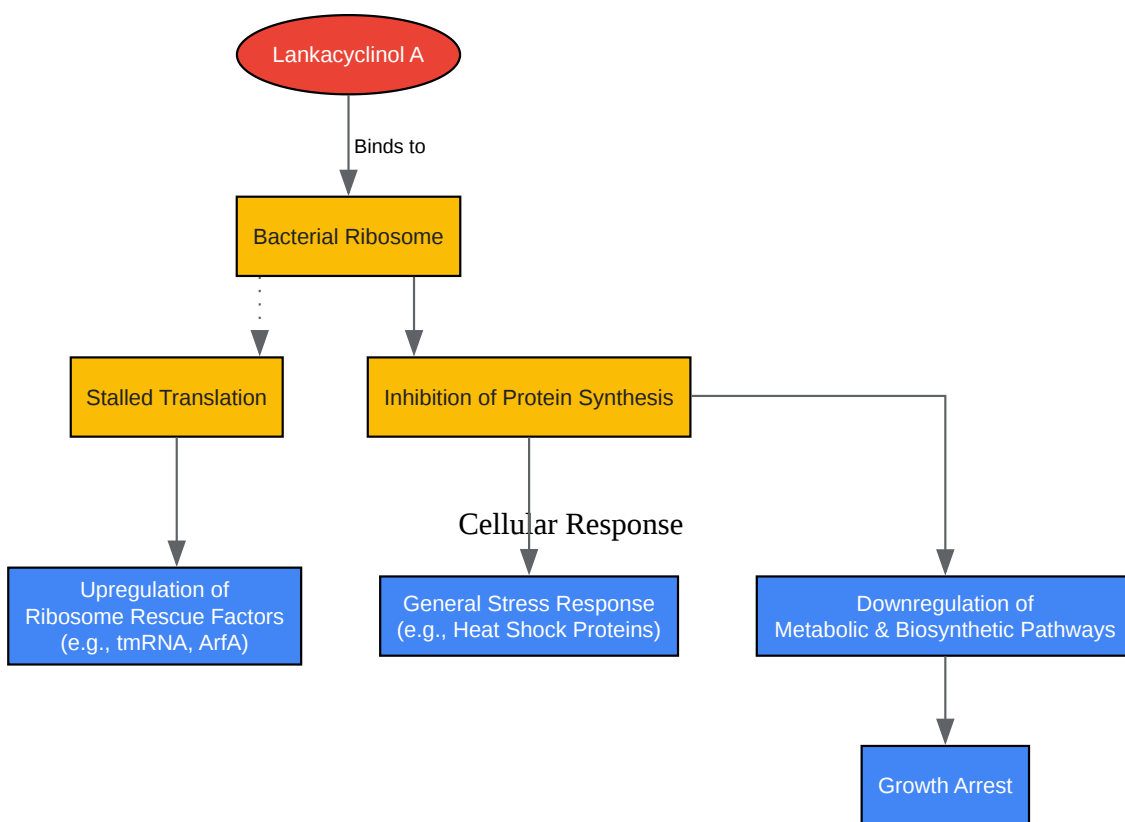 Lankacyclinol A
Binds to
Bacterial Ribosome
Stalled Translation
Inhibition of Protein Synthesis
Cellular Response
Upregulation of
Ribosome Rescue Factors
(e.g., tmRNA, ArfA)
General Stress Response
(e.g., Heat Shock Proteins)
Downregulation of
Metabolic & Biosynthetic Pathways
Growth Arrest